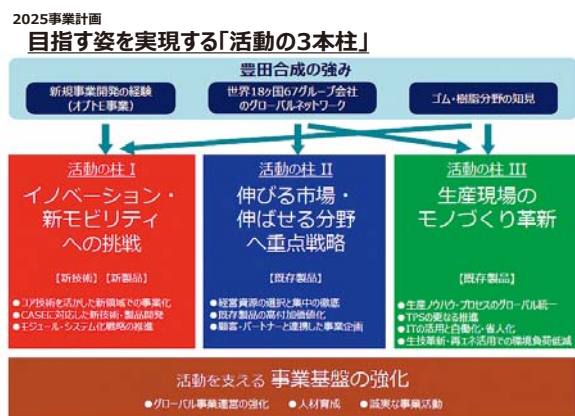 2025事業計画
目指す姿を実現する「活動の3本柱」
豊田合成の強み
新規事業開発の経験
(オプトE事業)
世界18ヶ国67グループ会社
のグローバルネットワーク
ゴム・樹脂分野の知見
活動の柱 I
イノベーション・
新モビリティ
への挑戦
【新技術】【新製品】
●コア技術を活かした新領域での事業化
●CASEに対応した新技術・製品開発
●モジュール・システム化戦略の推進
活動の柱 II
伸びる市場・
伸ばせる分野
へ重点戦略
【既存製品】
●経営資源の選択と集中の徹底
●既存製品の高付加価値化
●顧客・パートナーと連携した事業企画
活動の柱 III
生産現場の
モノづくり革新
【既存製品】
●生産ノウハウ・プロセスのグローバル統一
●TPSの更なる推進
●ITの活用と自働化・省人化
●生技革新・再エネ活用での環境負荷低減
活動を支える 事業基盤の強化
●グローバル事業運営の強化 ●人材育成 ●誠実な事業活動